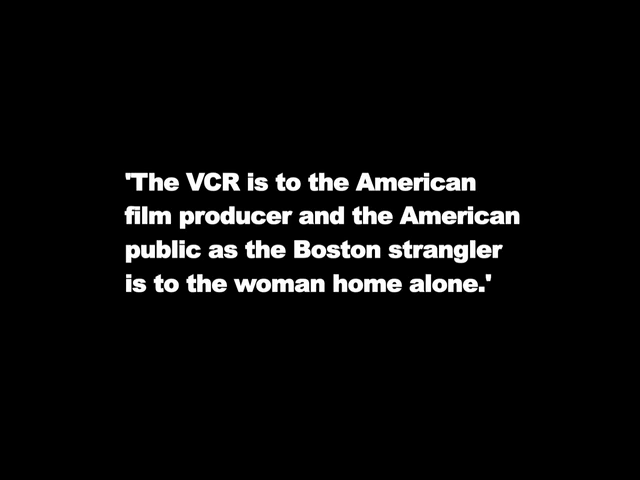 'The VCR is to the American
film producer and the American
public as the Boston strangler
is to the woman home alone.'